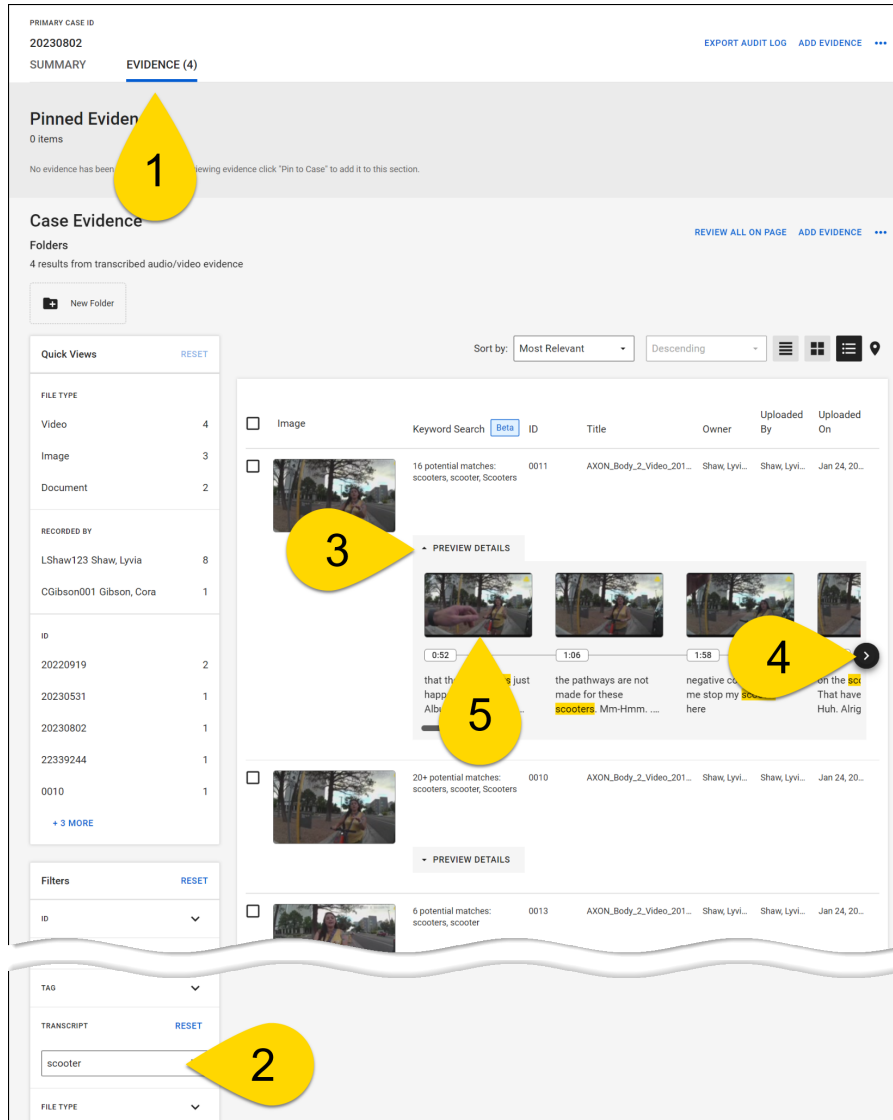 PRIMARY CASE ID
20230802
EXPORT AUDIT LOG ADD EVIDENCE •••
SUMMARY EVIDENCE (4)
Pinned Eviden
1
0 items
No evidence has been iewing evidence click "Pin to Case" to add it to this section.
Case Evidence
REVIEW ALL ON PAGE ADD EVIDENCE •••
Folders
4 results from transcribed audio/video evidence
New Folder
Quick Views RESET
Sort by: Most Relevant Descending
FILE TYPE
Video 4
Image 3
Document 2
RECORDED BY
LShaw123 Shaw, Lyvia 8
CGibson001 Gibson, Cora 1
ID
20220919 2
20230531 1
20230802 1
22339244 1
0010 1
+ 3 MORE
Image Keyword Search Beta ID Title Owner Uploaded By Uploaded On
16 potential matches: 0011 AXON_Body_2_Video_201... Shaw, Lyvi... Shaw, Lyvi... Jan 24, 20...
scooters, scooter, Scooters
3
PREVIEW DETAILS
4
5
0:52 1:06 1:58
that th s just
happ
Albu ...
the pathways are not
made for these
scooters. Mm-Hmm. ....
negative co
me stop my sco
here
on the sco
That have
Huh. Alrig
20+ potential matches: 0010 AXON_Body_2_Video_201... Shaw, Lyvi... Shaw, Lyvi... Jan 24, 20...
scooters, scooter, Scooters
PREVIEW DETAILS
6 potential matches: 0013 AXON_Body_2_Video_201... Shaw, Lyvi... Shaw, Lyvi... Jan 24, 20...
scooters, scooter
Filters RESET
ID
TAG
TRANSCRIPT RESET
scooter
2
FILE TYPE